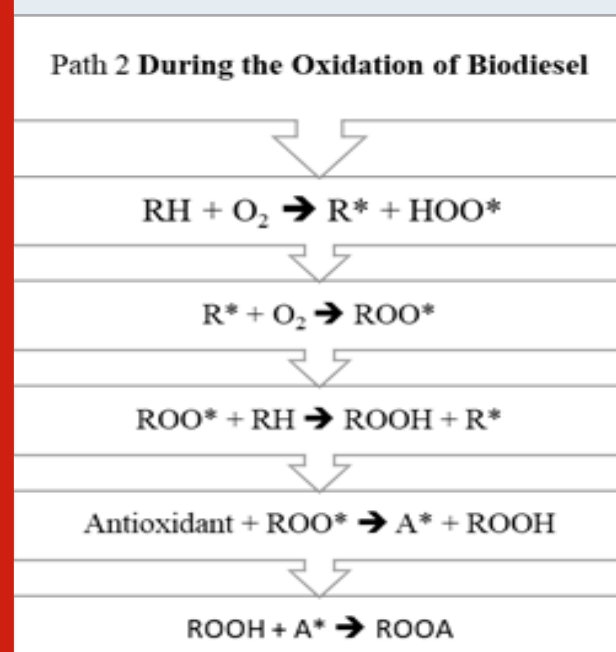 Path 2 During the Oxidation of Biodiesel
RH + O₂ ➔ R* + HOO*
R* + O₂ ➔ ROO*
ROO* + RH ➔ ROOH + R*
Antioxidant + ROO* ➔ A* + ROOH
ROOH + A* ➔ ROOA